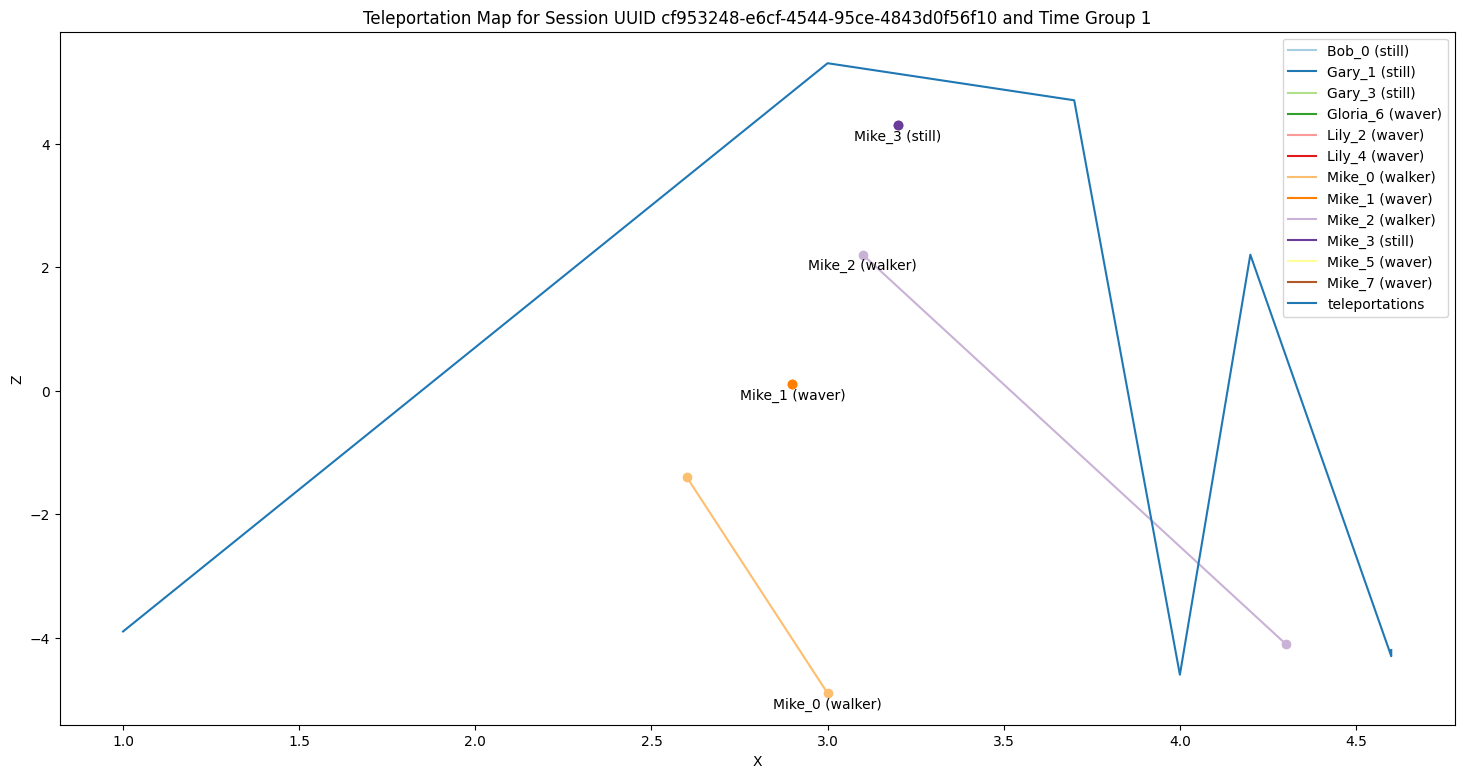 Teleportation Map for Session UUID cf953248-e6cf-4544-95ce-4843d0f56f10 and Time Group 1
Bob_0 (still)
Gary_1 (still)
Gary_3 (still)
Gloria_6 (waver)
Lily_2 (waver)
Lily_4 (waver)
Mike_0 (walker)
Mike_1 (waver)
Mike_2 (walker)
Mike_3 (still)
Mike_5 (waver)
Mike_7 (waver)
teleportations
Mike_3 (still)
Mike_2 (walker)
Mike_1 (waver)
Mike_0 (walker)
Z
4
2
0
−2
−4
1.0 1.5 2.0 2.5 3.0 3.5 4.0 4.5
X